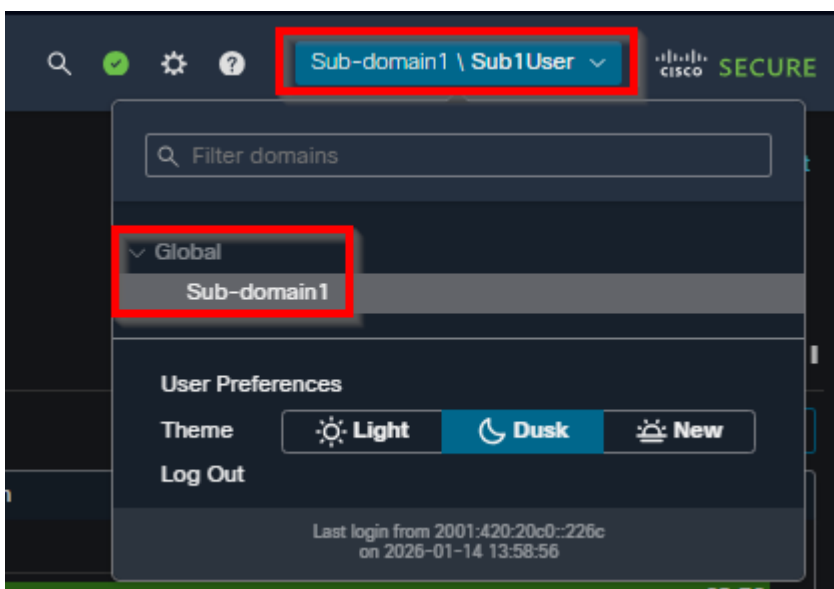 Sub-domain1 \ Sub1User
cisco SECURE
Filter domains
Global
Sub-domain1
User Preferences
Theme Light Dusk New
Log Out
Last login from 2001:420:20c0::226c
on 2026-01-14 13:58:56